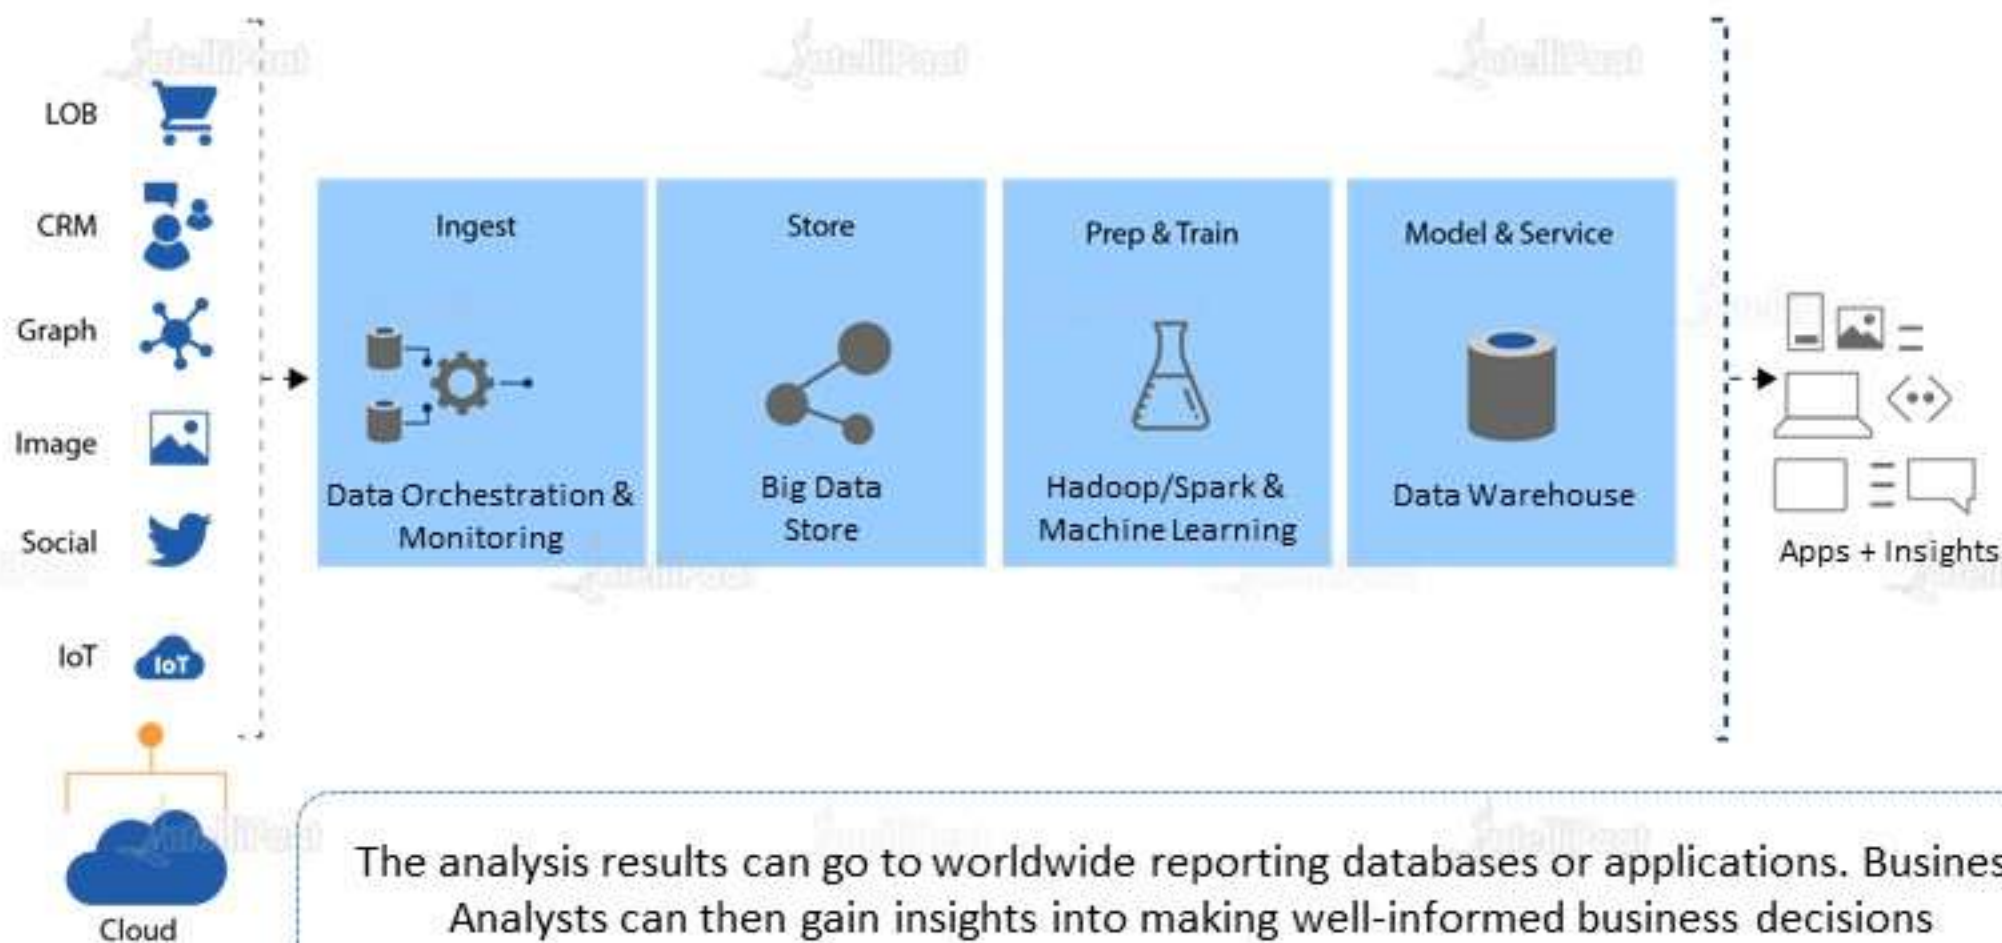 LOB
CRM
Graph
Image
Social
IoT
IoT
Cloud
Ingest
Data Orchestration &
Monitoring
Store
Big Data
Store
Prep & Train
Hadoop/Spark &
Machine Learning
Model & Service
Data Warehouse
Apps + Insights
The analysis results can go to worldwide reporting databases or applications. Busines
Analysts can then gain insights into making well-informed business decisions